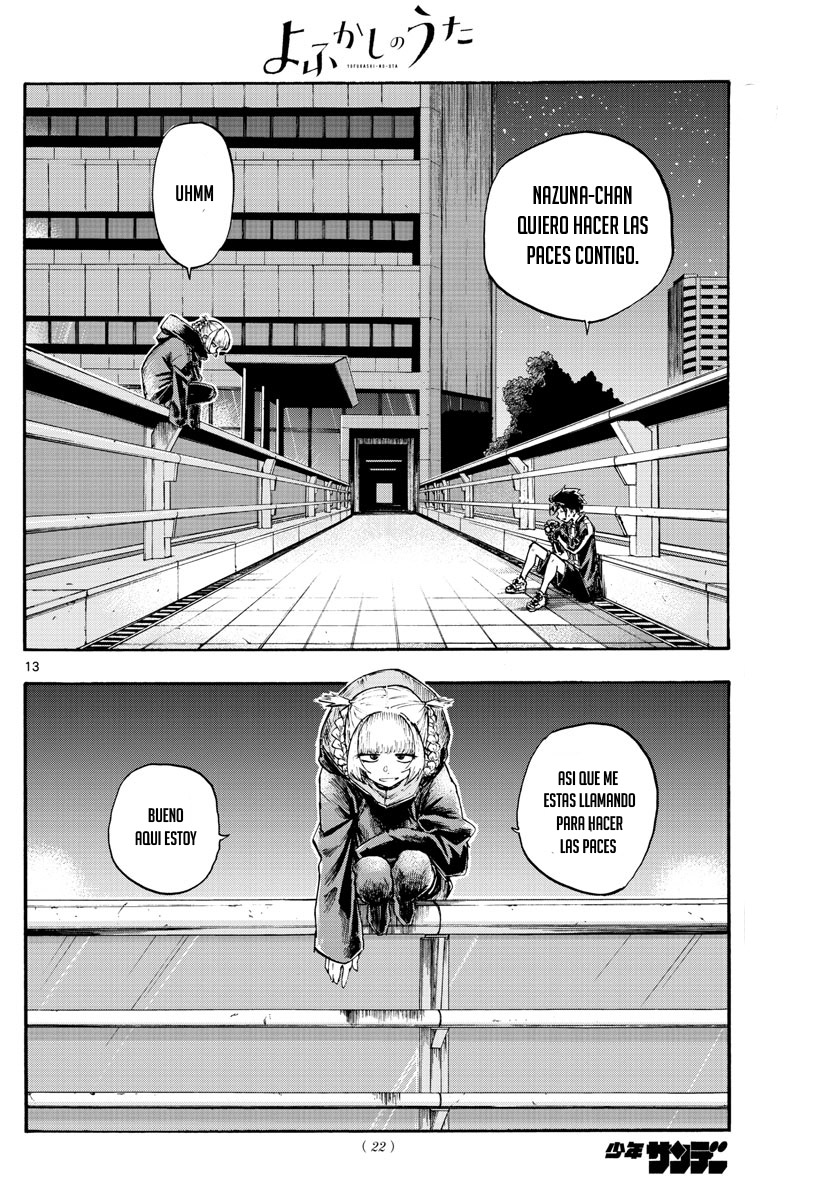 よふかしのうた
YOFUKASHI-NO-UTA
NAZUNA-CHAN
QUIERO HACER LAS
PACES CONTIGO.
UHMM
13
ASI QUE ME
ESTAS LLAMANDO
PARA HACER
LAS PACES
BUENO
AQUI ESTOY
( 22 )
少年サンデー